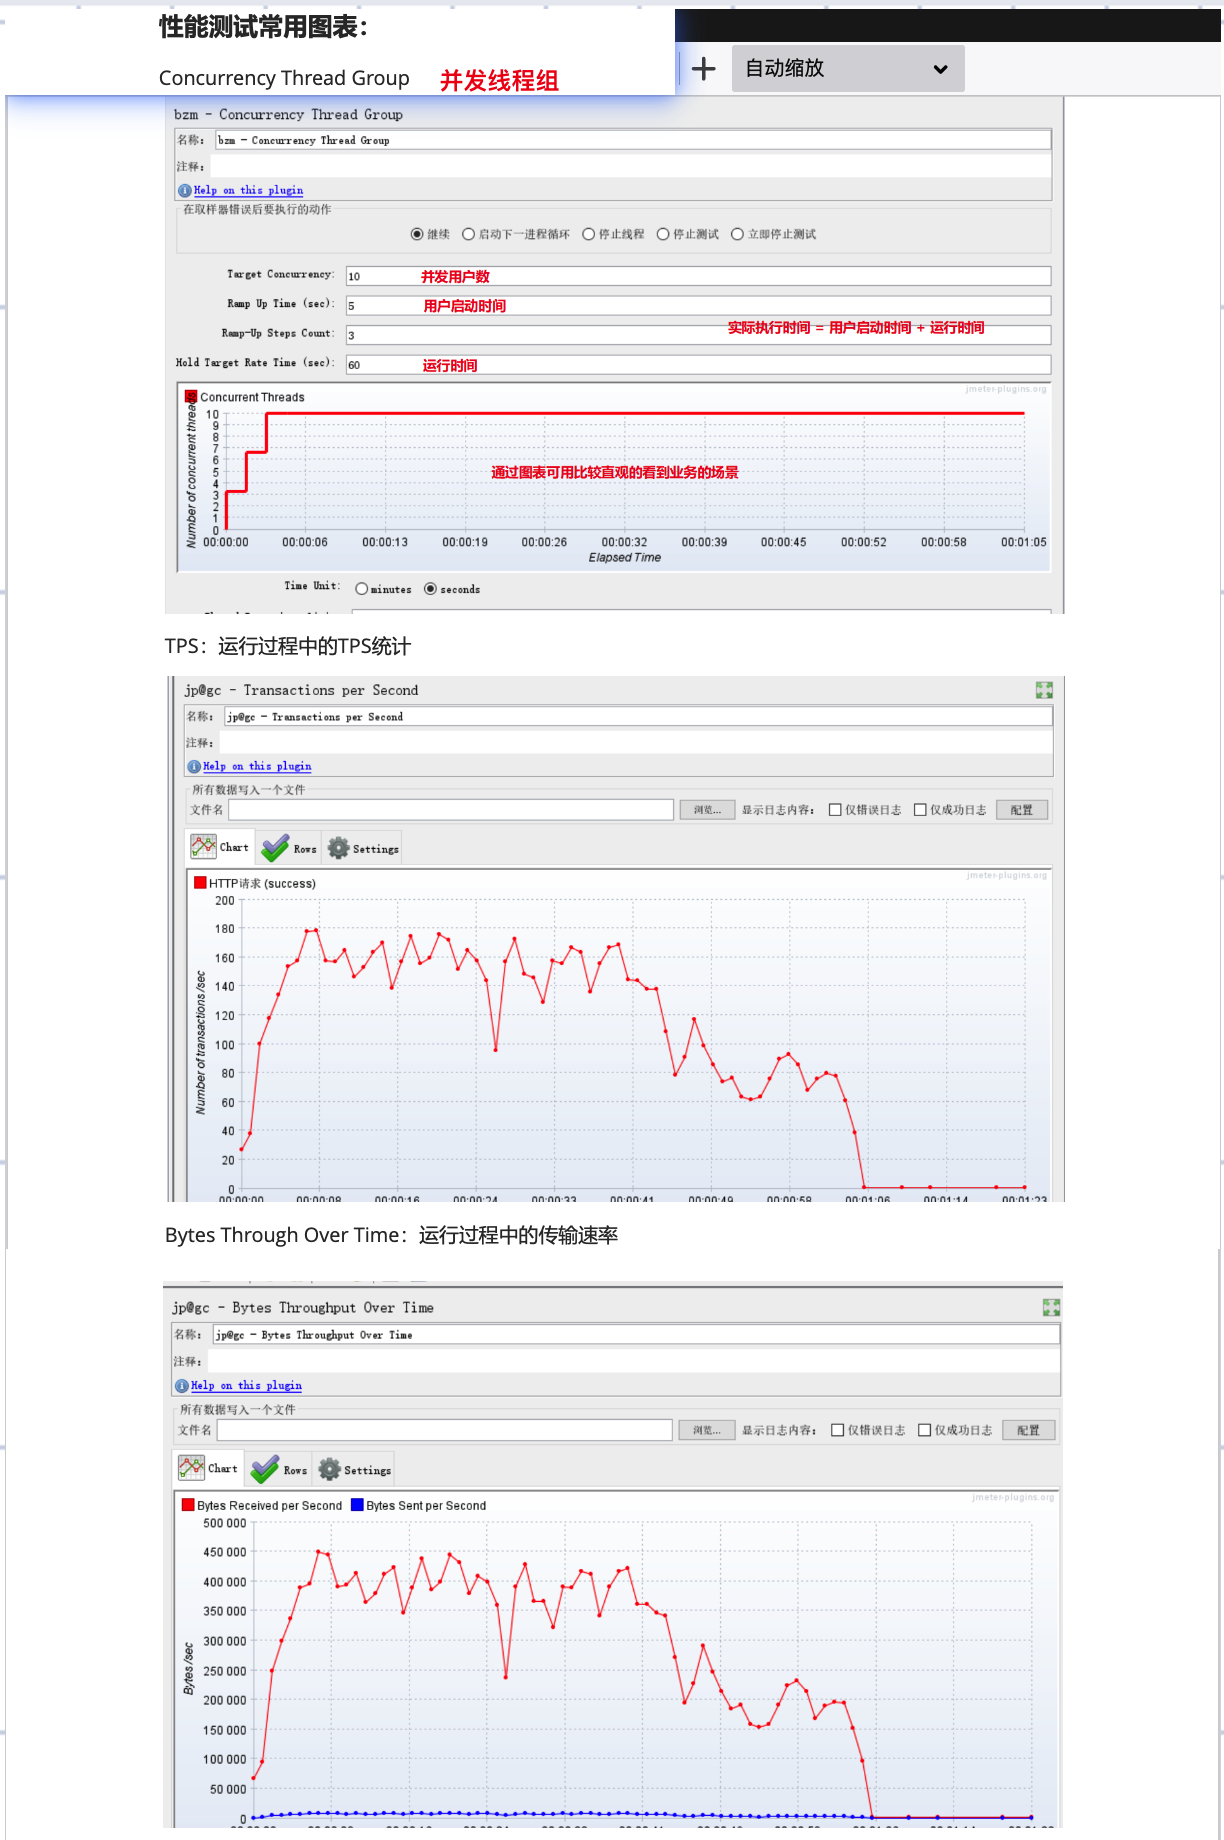 性能测试常用图表：
Concurrency Thread Group 并发线程组
自动缩放
bzm - Concurrency Thread Group
名称： bzm - Concurrency Thread Group
注释：
Help on this plugin
在取样器错误后要执行的动作
继续 启动下一进程循环 停止线程 停止测试 立即停止测试
Target Concurrency: 10 并发用户数
Ramp Up Time (sec): 5 用户启动时间
实际执行时间 = 用户启动时间 + 运行时间
Ramp-Up Steps Count: 3
Hold Target Rate Time (sec): 60 运行时间
jmeter-plugins.org
Concurrent Threads
Number of concurrent threads
10
9
8
7
6
5
4
3
2
1
0
通过图表可用比较直观的看到业务的场景
00:00:00 00:00:06 00:00:13 00:00:19 00:00:26 00:00:32 00:00:39 00:00:45 00:00:52 00:00:58 00:01:05
Elapsed Time
Time Unit: minutes seconds
TPS：运行过程中的TPS统计
jp@gc - Transactions per Second
名称： jp@gc - Transactions per Second
注释：
Help on this plugin
所有数据写入一个文件
文件名 浏览... 显示日志内容： 仅错误日志 仅成功日志 配置
Chart Rows Settings
jmeter-plugins.org
HTTP请求 (success)
Number of transactions /sec
200
180
160
140
120
100
80
60
40
20
0
00:00:00 00:00:08 00:00:16 00:00:24 00:00:33 00:00:41 00:00:49 00:00:58 00:01:06 00:01:14 00:01:23
Bytes Through Over Time：运行过程中的传输速率
jp@gc - Bytes Throughput Over Time
名称： jp@gc - Bytes Throughput Over Time
注释：
Help on this plugin
所有数据写入一个文件
文件名 浏览... 显示日志内容： 仅错误日志 仅成功日志 配置
Chart Rows Settings
jmeter-plugins.org
Bytes Received per Second Bytes Sent per Second
Bytes /sec
500 000
450 000
400 000
350 000
300 000
250 000
200 000
150 000
100 000
50 000
0